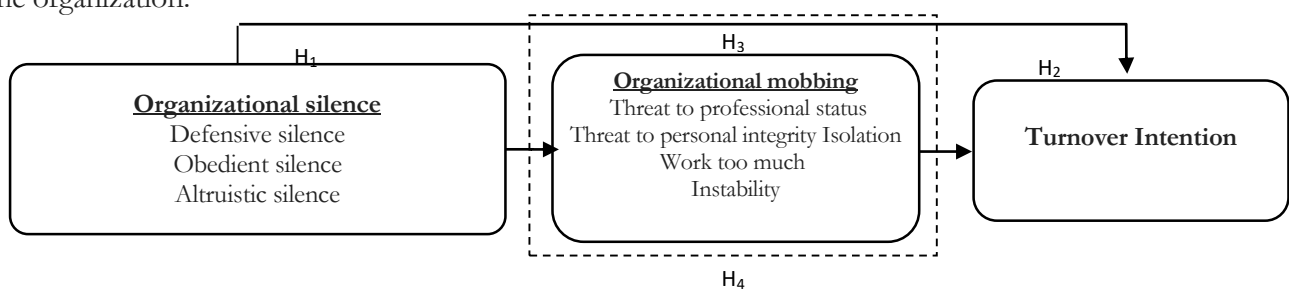 he organization.
H3
H1
H2
Organizational silence
Defensive silence
Obedient silence
Altruistic silence
Organizational mobbing
Threat to professional status
Threat to personal integrity Isolation
Work too much
Instability
Turnover Intention
H4